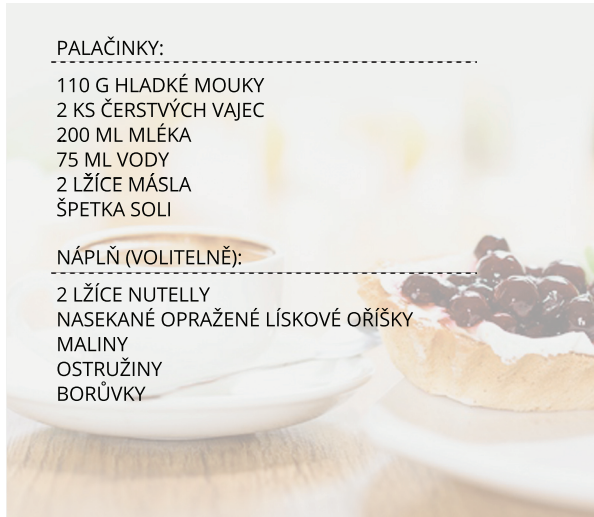 PALAČINKY:
110 G HLADKÉ MOUKY
2 KS ČERSTVÝCH VAJEC
200 ML MLÉKA
75 ML VODY
2 LŽÍCE MÁSLA
ŠPETKA SOLI
NÁPLŇ (VOLITELNĚ):
2 LŽÍCE NUTELLY
NASEKANÉ OPRAŽENÉ LÍSKOVÉ OŘÍŠKY
MALINY
OSTRUŽINY
BORŮVKY